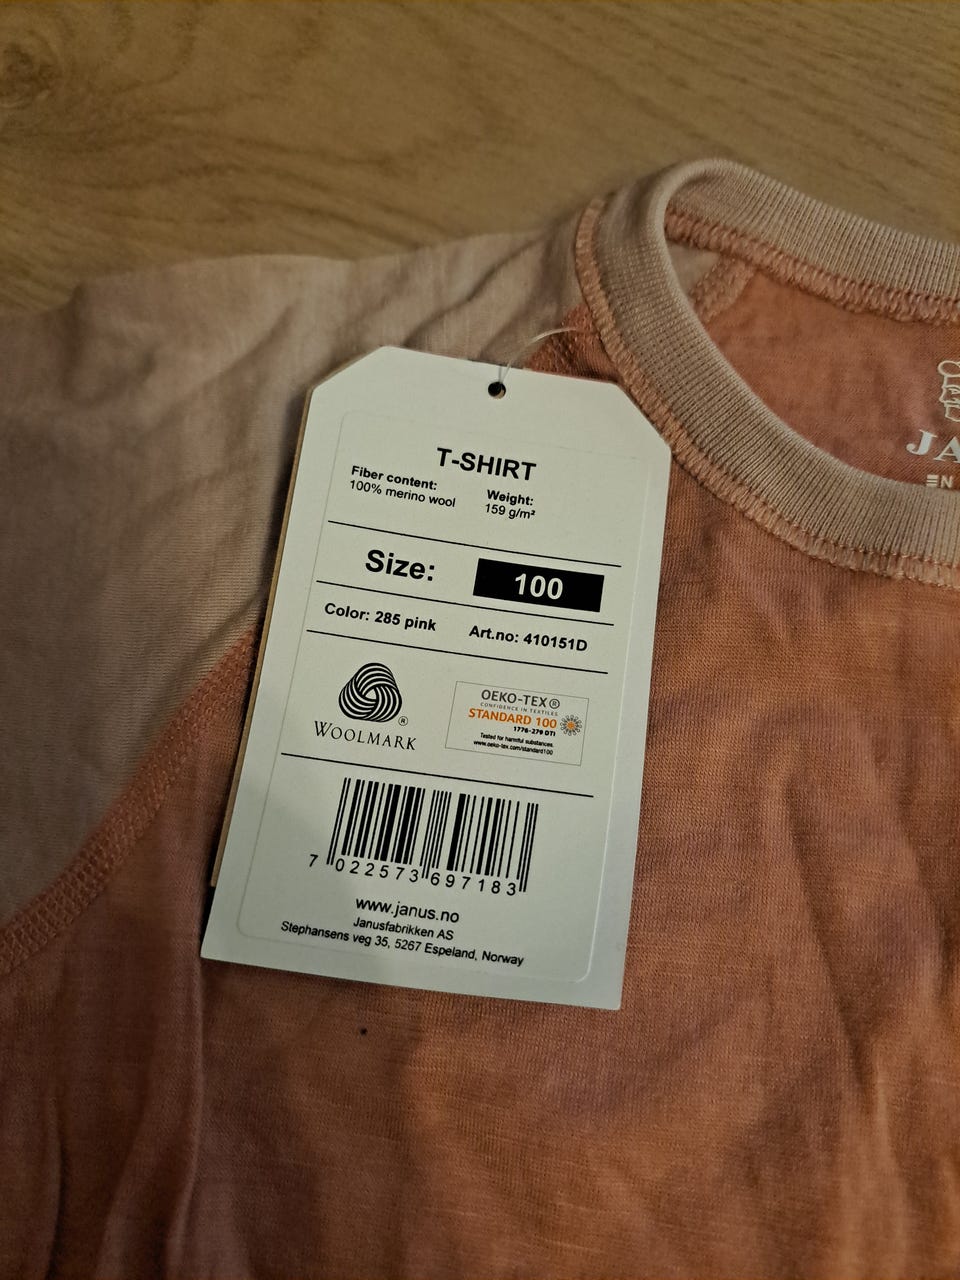 T-SHIRT
Fiber content:
100% merino wool
Weight:
159 g/m²
Size: 100
Color: 285 pink Art.no: 410151D
WOOLMARK ®
OEKO-TEX®
CONFIDENCE IN TEXTILES
STANDARD 100
1776-279 DTI
Tested for harmful substances.
www.oeko-tex.com/standard100
7 022573 697183
www.janus.no
Janusfabrikken AS
Stephansens veg 35, 5267 Espeland, Norway
JA
EN